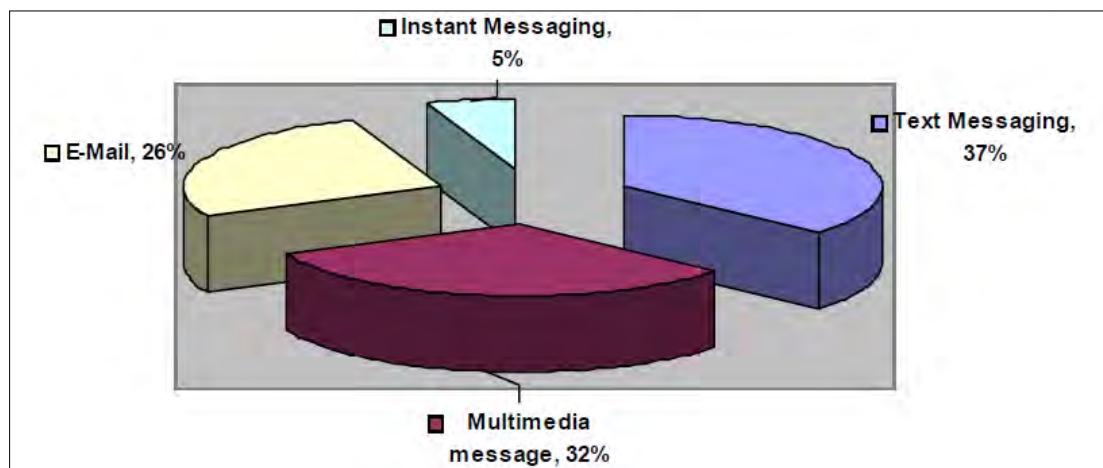 Instant Messaging,
5%
Text Messaging,
37%
E-Mail, 26%
Multimedia
message, 32%